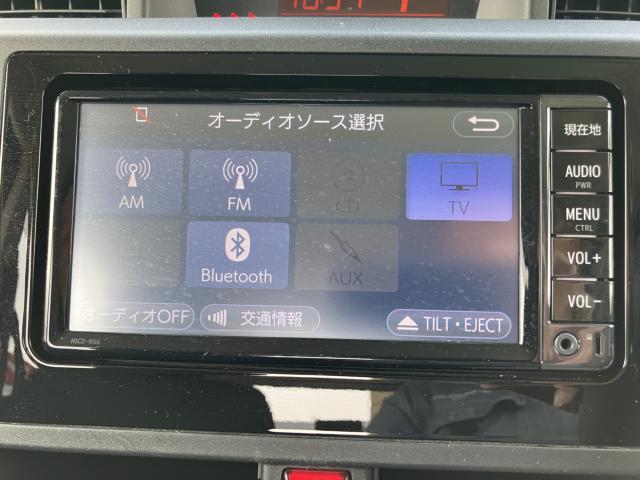 オーディオソース選択
現在地
AM
FM
CD
TV
AUDIO
PWR
MENU
CTRL
Bluetooth
AUX
VOL+
オーディオOFF
交通情報
TILT・EJECT
VOL-
NSCD-W66